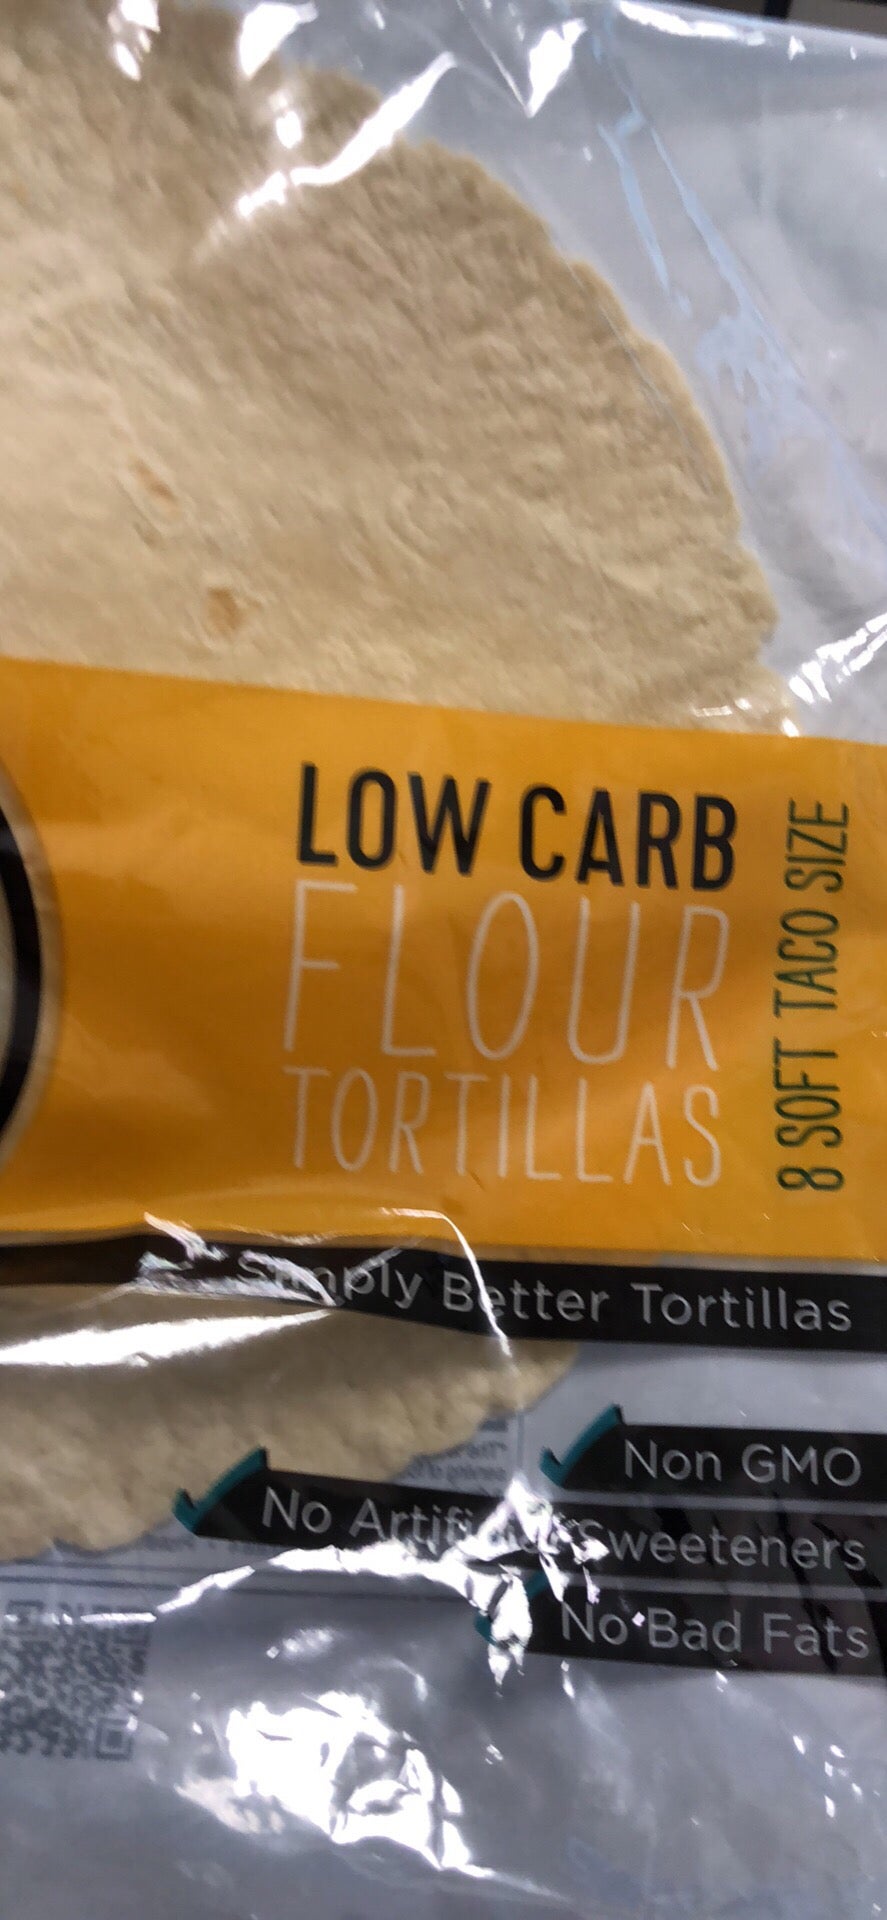 LOW CARB
FLOUR
TORTILLAS
8 SOFT TACO SIZE
Simply Better Tortillas
Non GMO
No Artificial Sweeteners
No Bad Fats